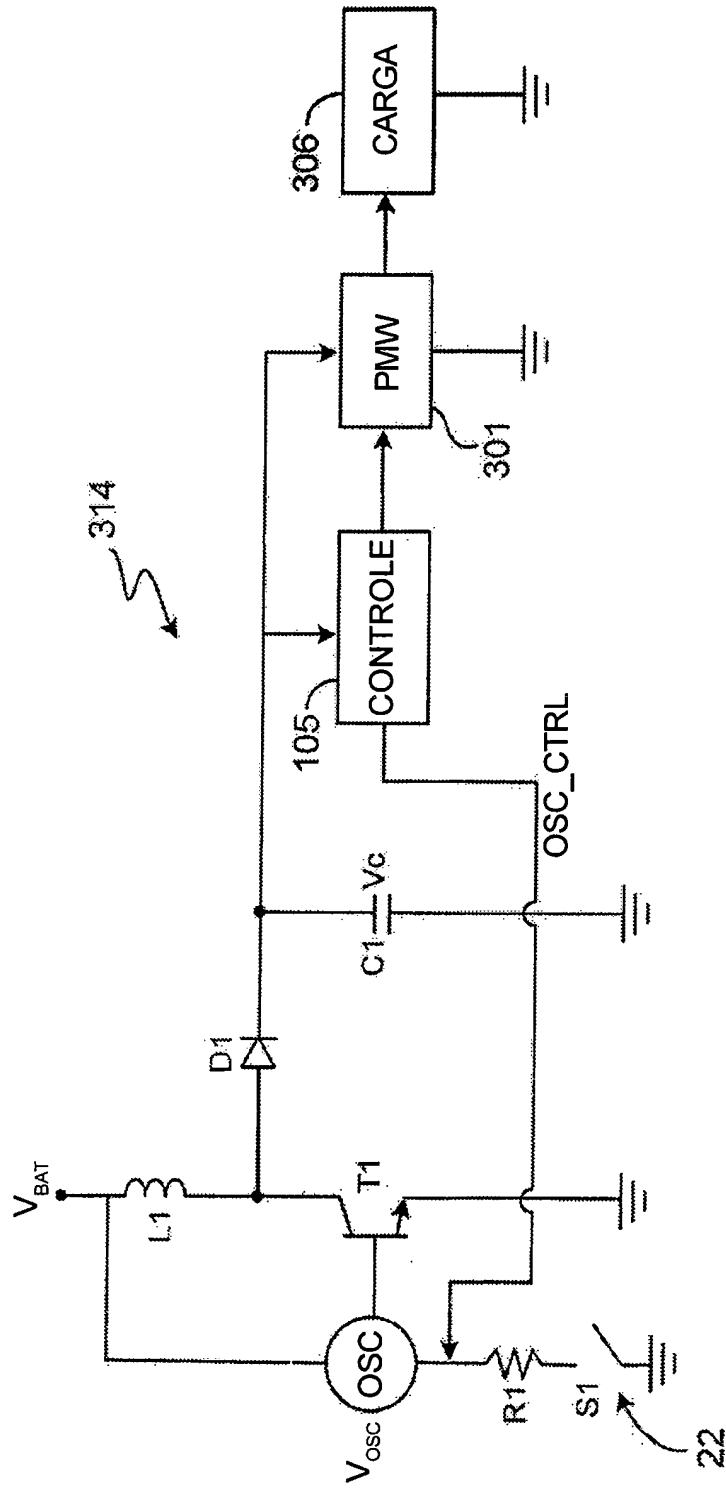 314
V_BAT
L1
D1
V_OSC
OSC
T1
R1
S1
22
C1
Vc
105
CONTROLE
OSC_CTRL
301
PMW
306
CARGA